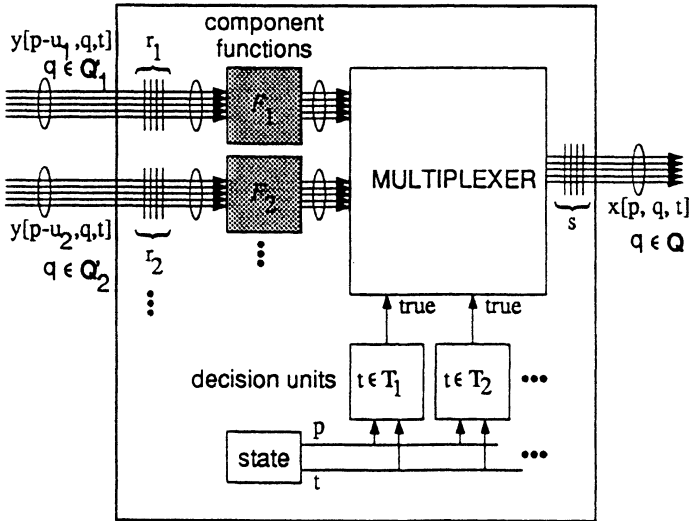 component
functions
y[p-u1,q,t]
q ϵ Q'1
r1
F1
F2
MULTIPLEXER
y[p-u2,q,t]
q ϵ Q'2
r2
s
x[p, q, t]
q ϵ Q
true
true
decision units
t ϵ T1
t ϵ T2
state
p
t